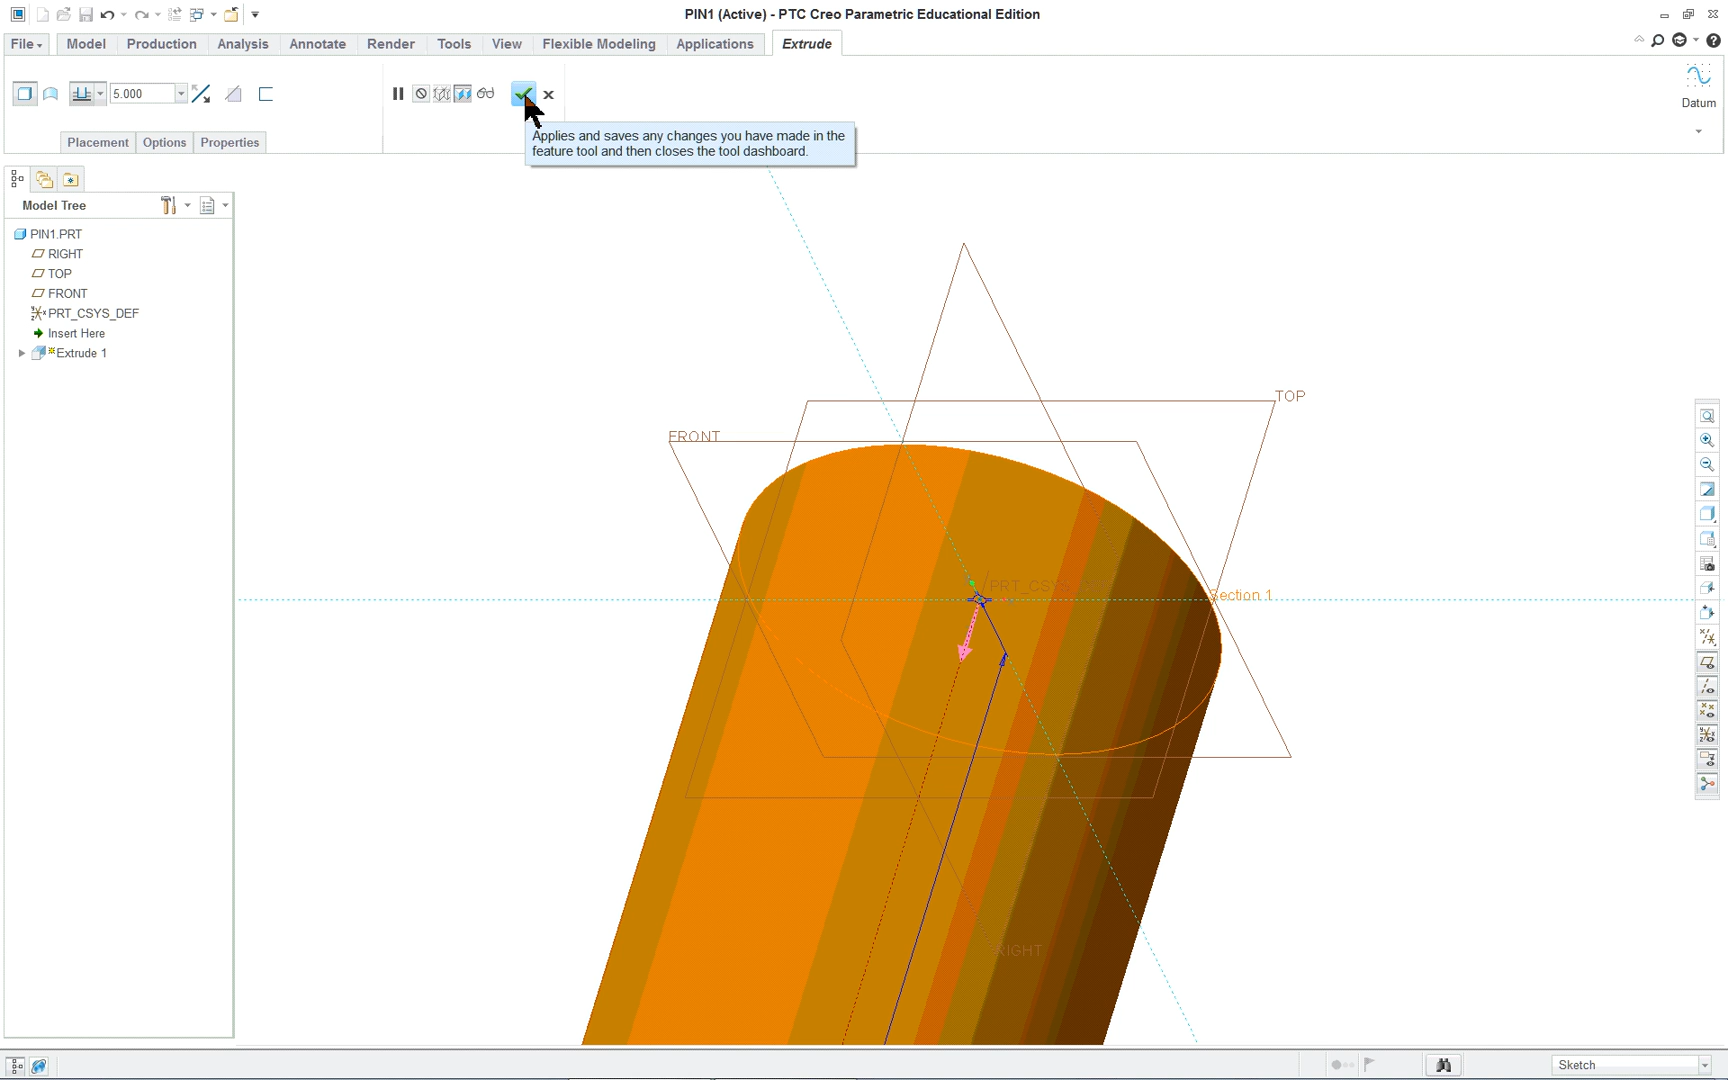 PIN1 (Active) - PTC Creo Parametric Educational Edition
File
Model
Production
Analysis
Annotate
Render
Tools
View
Flexible Modeling
Applications
Extrude
5.000
Datum
Applies and saves any changes you have made in the
feature tool and then closes the tool dashboard.
Placement
Options
Properties
Model Tree
PIN1.PRT
RIGHT
TOP
FRONT
PRT_CSYS_DEF
Insert Here
Extrude 1
TOP
FRONT
Section 1
RIGHT
Sketch